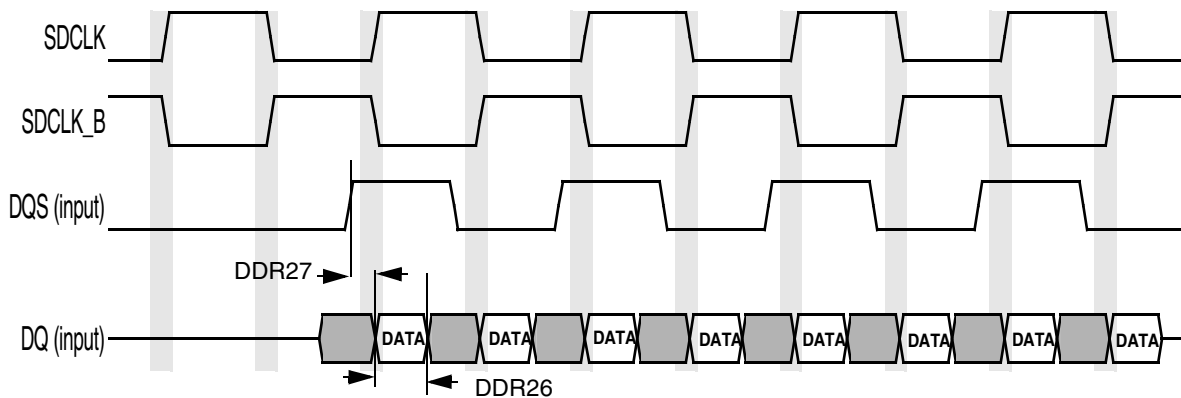 SDCLK
SDCLK_B
DQS (input)
DDR27
DQ (input) DATA DATA DATA DATA DATA DATA DATA DATA
DDR26